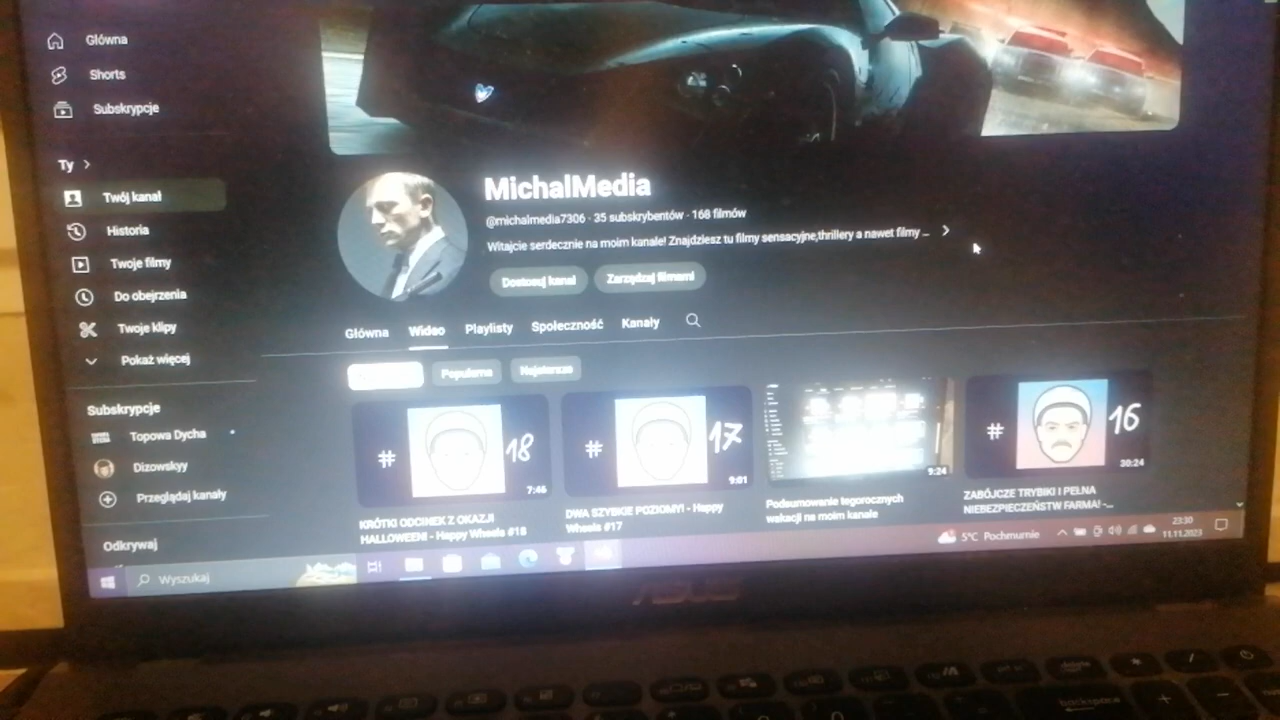 Główna
Shorts
Subskrypcje
Ty
Twój kanał
Historia
Twoje filmy
Do obejrzenia
Twoje klipy
Pokaż więcej
Subskrypcje
Topowa Dycha
Dizowskyy
Przeglądaj kanały
Odkrywaj
MichalMedia
@michalmedia7306 · 35 subskrybentów · 168 filmów
Witajcie serdecznie na moim kanale! Znajdziesz tu filmy sensacyjne,thrillery a nawet filmy ...
Dostosuj kanał Zarządzaj filmami
Główna Wideo Playlisty Społeczność Kanały
Popularne Najstarsze
# 18
7:46
KRÓTKI ODCINEK Z OKAZJI
HALLOWEEN! - Happy Wheels #18
# 17
9:01
DWA SZYBKIE POZIOMY! - Happy
Wheels #17
9:24
Podsumowanie tegorocznych
wakacji na moim kanale
# 16
30:24
ZABÓJCZE TRYBIKI I PEŁNA
NIEBEZPIECZEŃSTW FARMA! -...
Wyszukaj
5°C Pochmurnie
23:30
11.11.2023
ASUS
delete
backspace